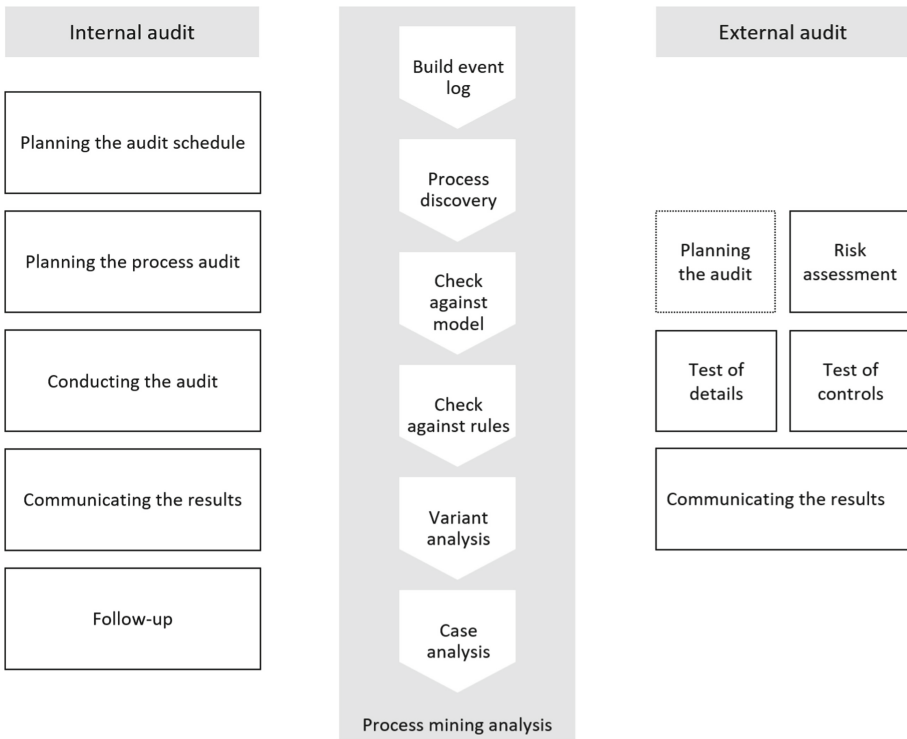 Internal audit
Planning the audit schedule
Planning the process audit
Conducting the audit
Communicating the results
Follow-up
Build event
log
Process
discovery
Check
against
model
Check
against rules
Variant
analysis
Case
analysis
Process mining analysis
External audit
Planning
the audit
Risk
assessment
Test of
details
Test of
controls
Communicating the results